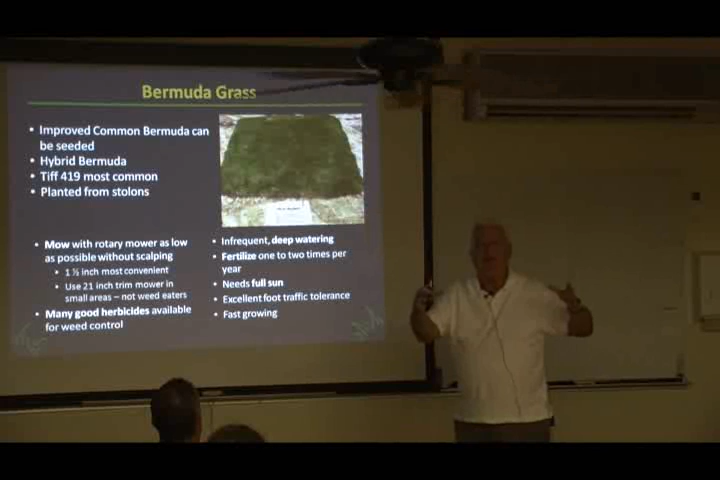 Bermuda Grass
Improved Common Bermuda can
be seeded
Hybrid Bermuda
Tiff 419 most common
Planted from stolons
Mow with rotary mower as low
as possible without scalping
1 ½ inch most convenient
Use 21 inch trim mower in
small areas – not weed eaters
Many good herbicides available
for weed control
Infrequent, deep watering
Fertilize one to two times per
year
Needs full sun
Excellent foot traffic tolerance
Fast growing